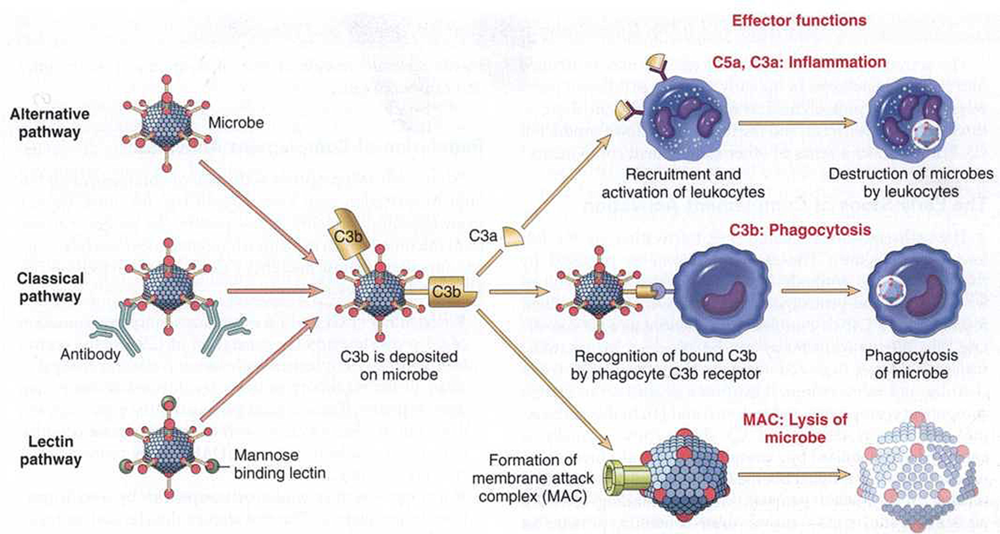 Effector functions
C5a, C3a: Inflammation
Alternative
pathway
Microbe
Recruitment and
activation of leukocytes
Destruction of microbes
by leukocytes
C3b
C3a
C3b: Phagocytosis
Classical
pathway
C3b
Antibody
C3b is deposited
on microbe
Recognition of bound C3b
by phagocyte C3b receptor
Phagocytosis
of microbe
MAC: Lysis of
microbe
Lectin
pathway
Mannose
binding lectin
Formation of
membrane attack
complex (MAC)